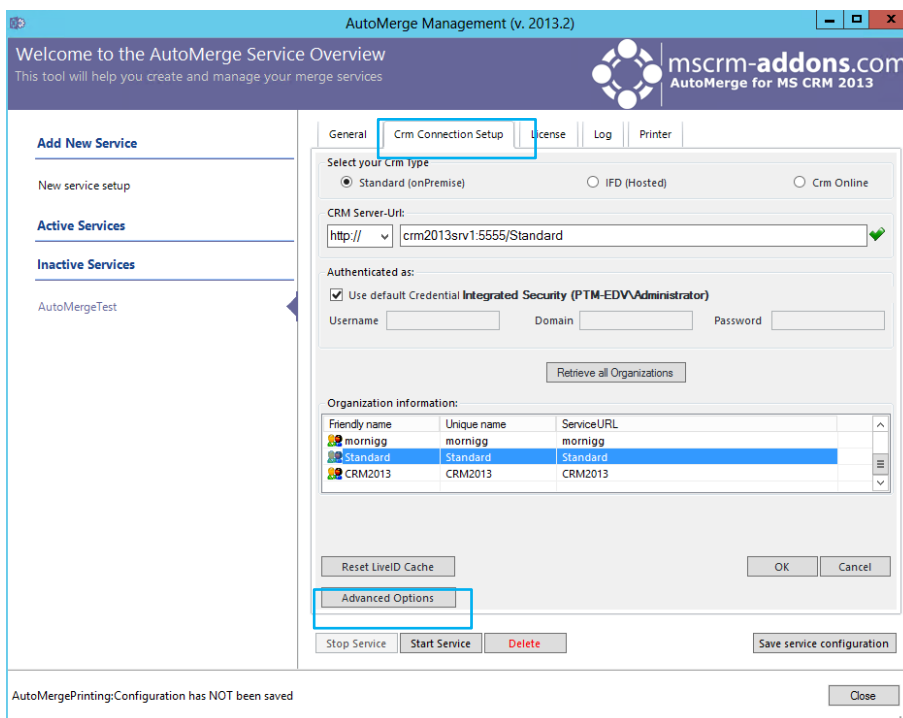 AutoMerge Management (v. 2013.2)
Welcome to the AutoMerge Service Overview
This tool will help you create and manage your merge services
mscrm-addons.com
AutoMerge for MS CRM 2013
Add New Service
New service setup
Active Services
Inactive Services
AutoMergeTest
General Crm Connection Setup License Log Printer
Select your Crm Type
Standard (onPremise) IFD (Hosted) Crm Online
CRM Server-Url:
http:// crm2013srv1:5555/Standard
Authenticated as:
Use default Credential Integrated Security (PTM-EDV\Administrator)
Username Domain Password
Retrieve all Organizations
Organization information:
Friendly name Unique name ServiceURL
mornigg mornigg mornigg
Standard Standard Standard
CRM2013 CRM2013 CRM2013
Reset LiveID Cache OK Cancel
Advanced Options
Stop Service Start Service Delete Save service configuration
AutoMergePrinting:Configuration has NOT been saved Close